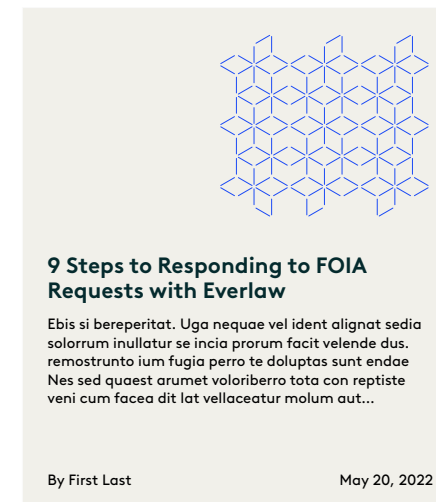 9 Steps to Responding to FOIA
Requests with Everlaw
Ebis si bereperitat. Uga nequae vel ident alignat sedia
solorrum inullatur se incia prorum facit velende dus.
remostrunto ium fugia perro te doluptas sunt endae
Nes sed quaest arumet voloriberro tota con reptiste
veni cum facea dit lat vellaceatur molum aut...
By First Last
May 20, 2022